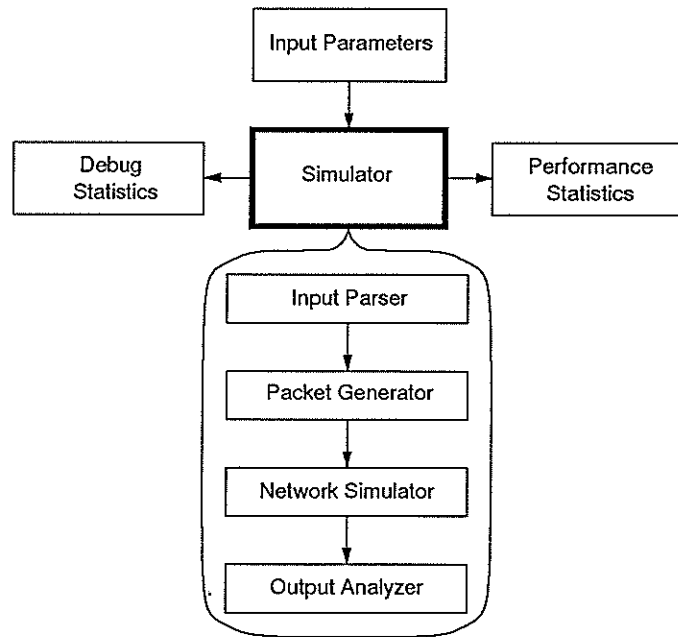 Input Parameters
Debug
Statistics
Simulator
Performance
Statistics
Input Parser
Packet Generator
Network Simulator
Output Analyzer